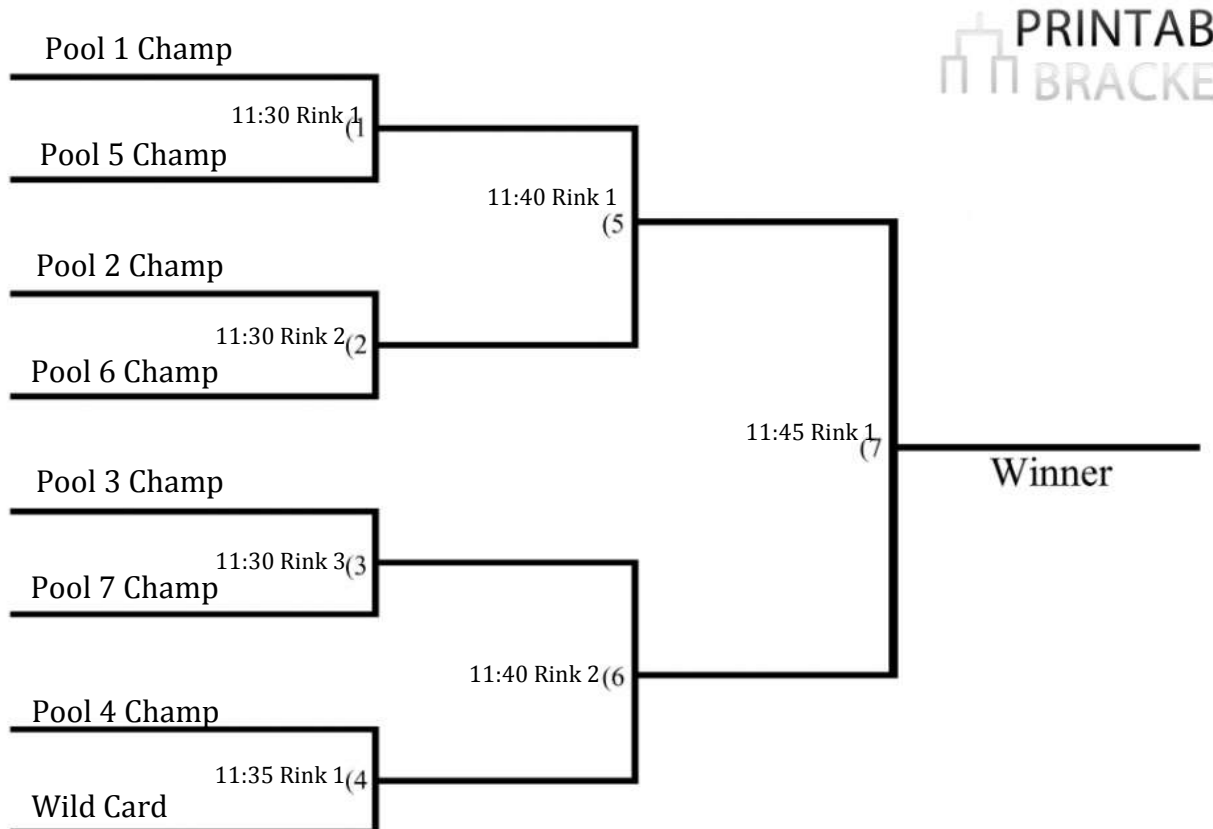 PRINTAB
BRACKE
Pool 1 Champ
11:30 Rink 1
(1
Pool 5 Champ
11:40 Rink 1
(5
Pool 2 Champ
11:30 Rink 2 (2
Pool 6 Champ
11:45 Rink 1
(7
Winner
Pool 3 Champ
11:30 Rink 3 (3
Pool 7 Champ
11:40 Rink 2 (6
Pool 4 Champ
11:35 Rink 1 (4
Wild Card